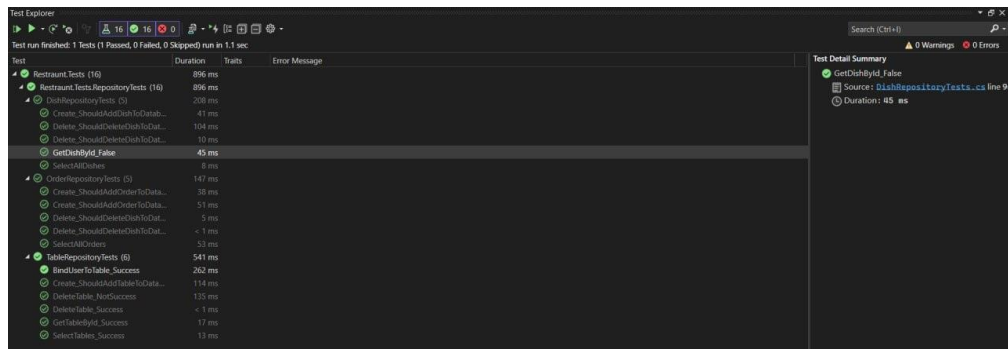 Test Explorer
16 16 0
Search (Ctrl+I)
Test run finished: 1 Tests (1 Passed, 0 Failed, 0 Skipped) run in 1.1 sec
0 Warnings 0 Errors
Test Duration Traits Error Message
Restraunt.Tests (16) 896 ms
Restraunt.Tests.RepositoryTests (16) 896 ms
DishRepositoryTests (5) 208 ms
Create_ShouldAddDishToDatab... 41 ms
Delete_ShouldDeleteDishToDat... 104 ms
Delete_ShouldDeleteDishToDat... 10 ms
GetDishById_False 45 ms
SelectAllDishes 8 ms
OrderRepositoryTests (5) 147 ms
Create_ShouldAddOrderToData... 38 ms
Create_ShouldAddOrderToData... 51 ms
Delete_ShouldDeleteDishToDat... 5 ms
Delete_ShouldDeleteDishToDat... < 1 ms
SelectAllOrders 53 ms
TableRepositoryTests (6) 541 ms
BindUserToTable_Success 262 ms
Create_ShouldAddTableToData... 114 ms
DeleteTable_NotSuccess 135 ms
DeleteTable_Success < 1 ms
GetTableById_Success 17 ms
SelectTables_Success 13 ms
Test Detail Summary
GetDishById_False
Source: DishRepositoryTests.cs line 9
Duration: 45 ms